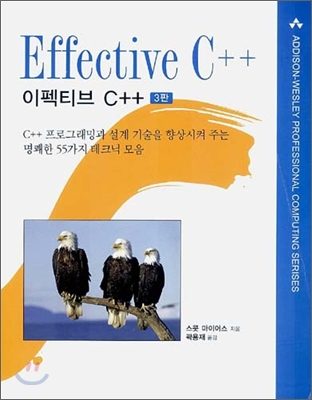 Effective C++
이펙티브 C++ 3판
C++ 프로그래밍과 설계 기술을 향상시켜 주는
명쾌한 55가지 테크닉 모음
스콧 마이어스 지음
곽용재 옮김
ADDISON-WESLEY PROFESSIONAL COMPUTING SERISES